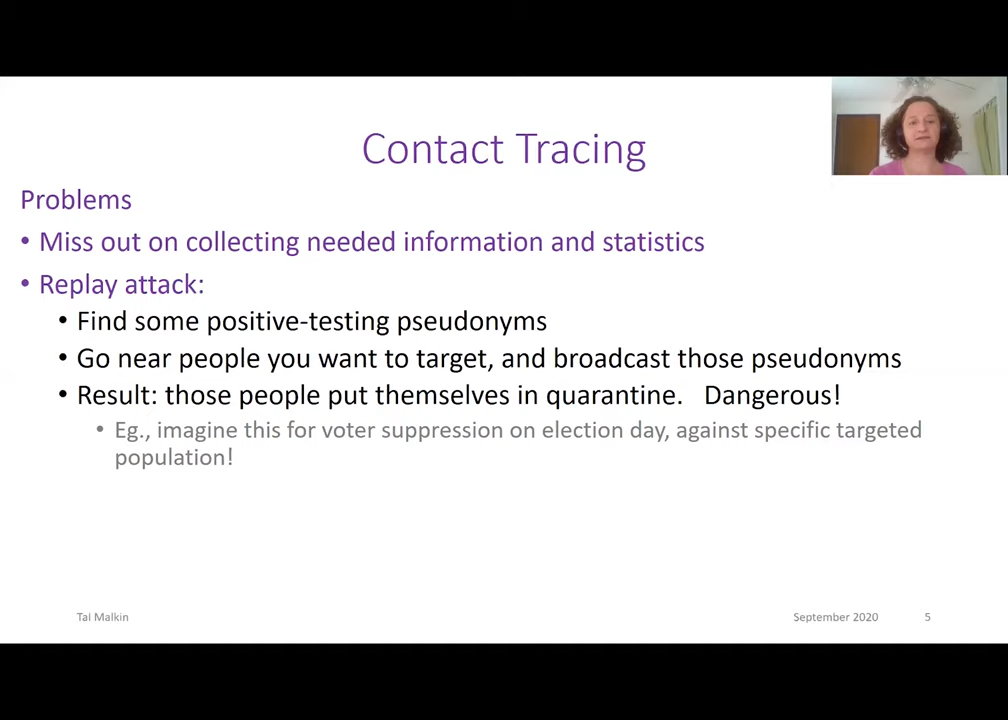 Contact Tracing
Problems
• Miss out on collecting needed information and statistics
• Replay attack:
• Find some positive-testing pseudonyms
• Go near people you want to target, and broadcast those pseudonyms
• Result: those people put themselves in quarantine. Dangerous!
• Eg., imagine this for voter suppression on election day, against specific targeted
population!
Tal Malkin
September 2020
5